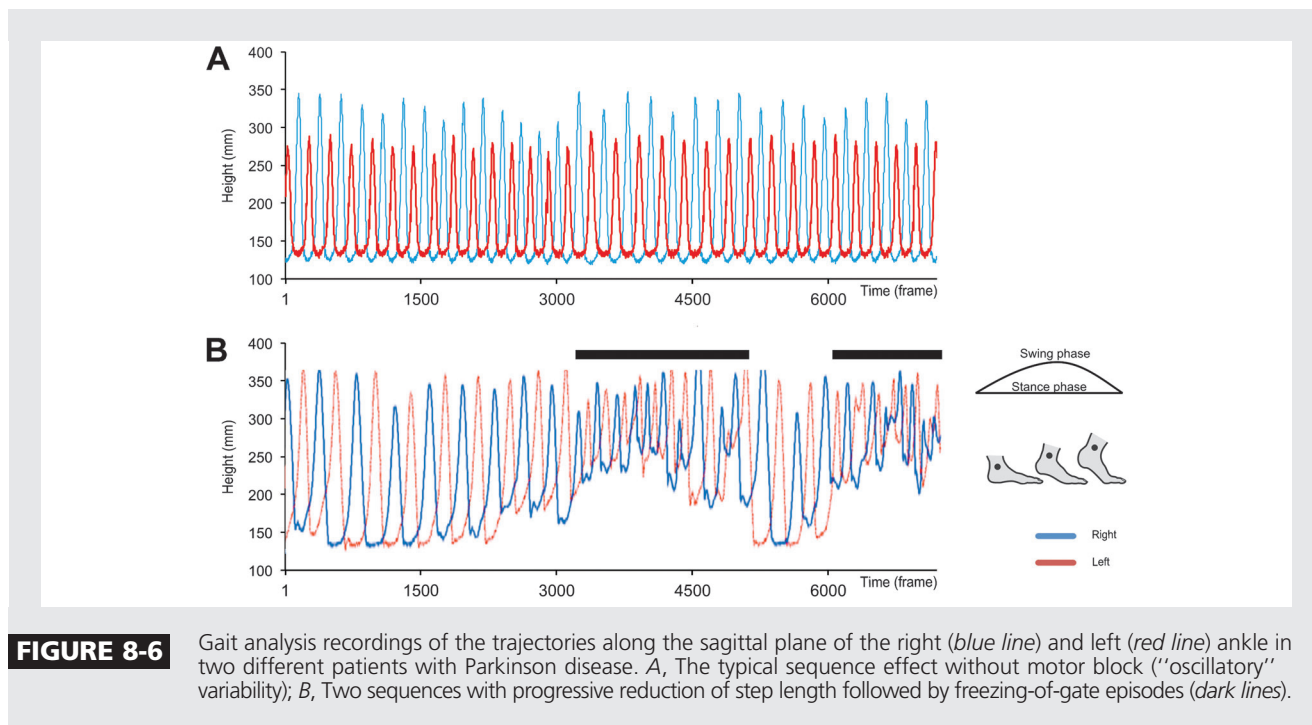 A
400
350
300
250
200
150
100
Height (mm)
1 1500 3000 4500 6000 Time (frame)
B
400
350
300
250
200
150
100
Height (mm)
1 1500 3000 4500 6000 Time (frame)
Swing phase
Stance phase
Right
Left
FIGURE 8-6
Gait analysis recordings of the trajectories along the sagittal plane of the right (blue line) and left (red line) ankle in
two different patients with Parkinson disease. A, The typical sequence effect without motor block (''oscillatory''
variability); B, Two sequences with progressive reduction of step length followed by freezing-of-gate episodes (dark lines).